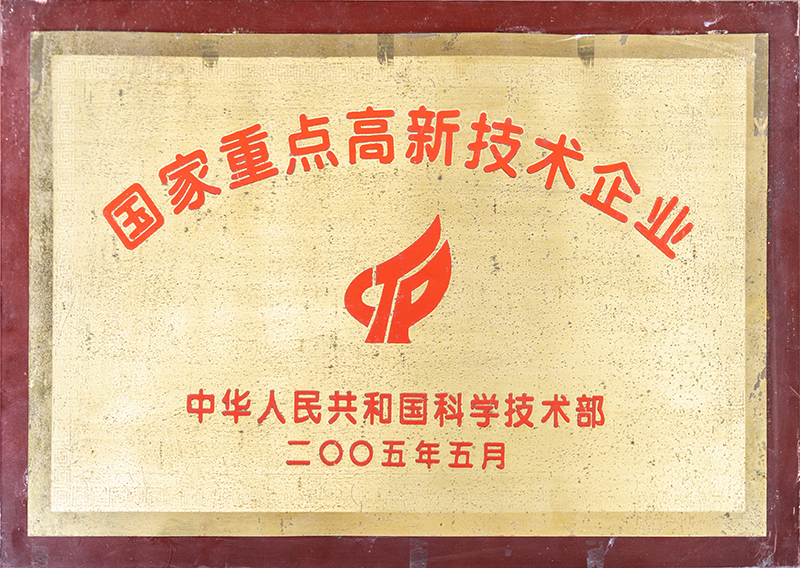 国家重点高新技术企业
中华人民共和国科学技术部
二〇〇五年五月